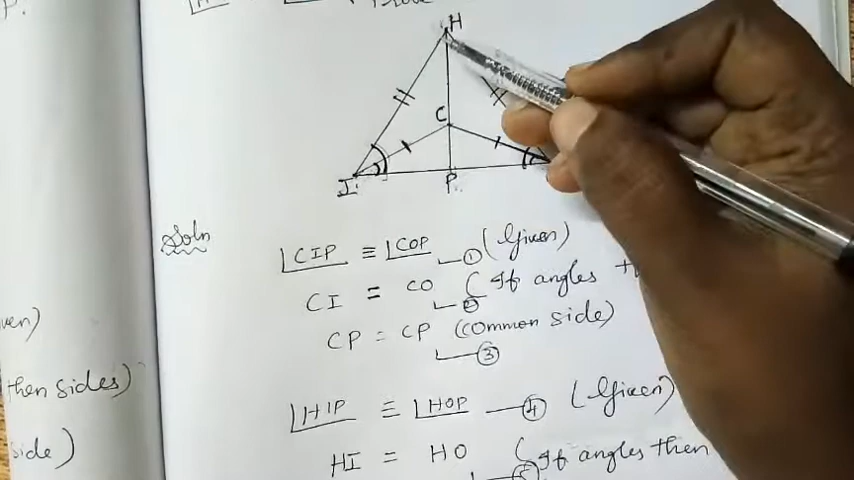 P.
H
C
I
P
Soln
∠CIP ≡ ∠COP —① (Given)
CI = CO —② (If angles
CP = CP (Common side)
—③
ven)
then sides)
side)
∠HIP ≡ ∠HOP —④ (Given)
HI = HO —⑤ (If angles then